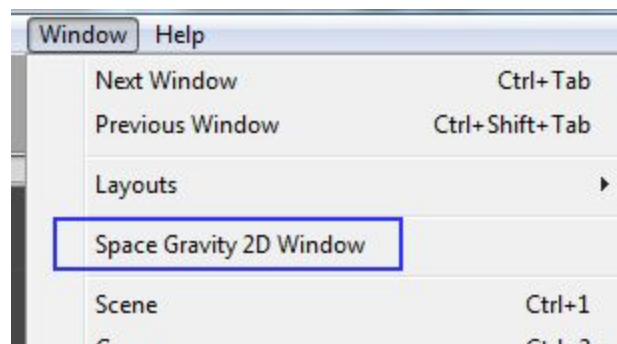 Window Help
Next Window Ctrl+Tab
Previous Window Ctrl+Shift+Tab
Layouts
Space Gravity 2D Window
Scene Ctrl+1